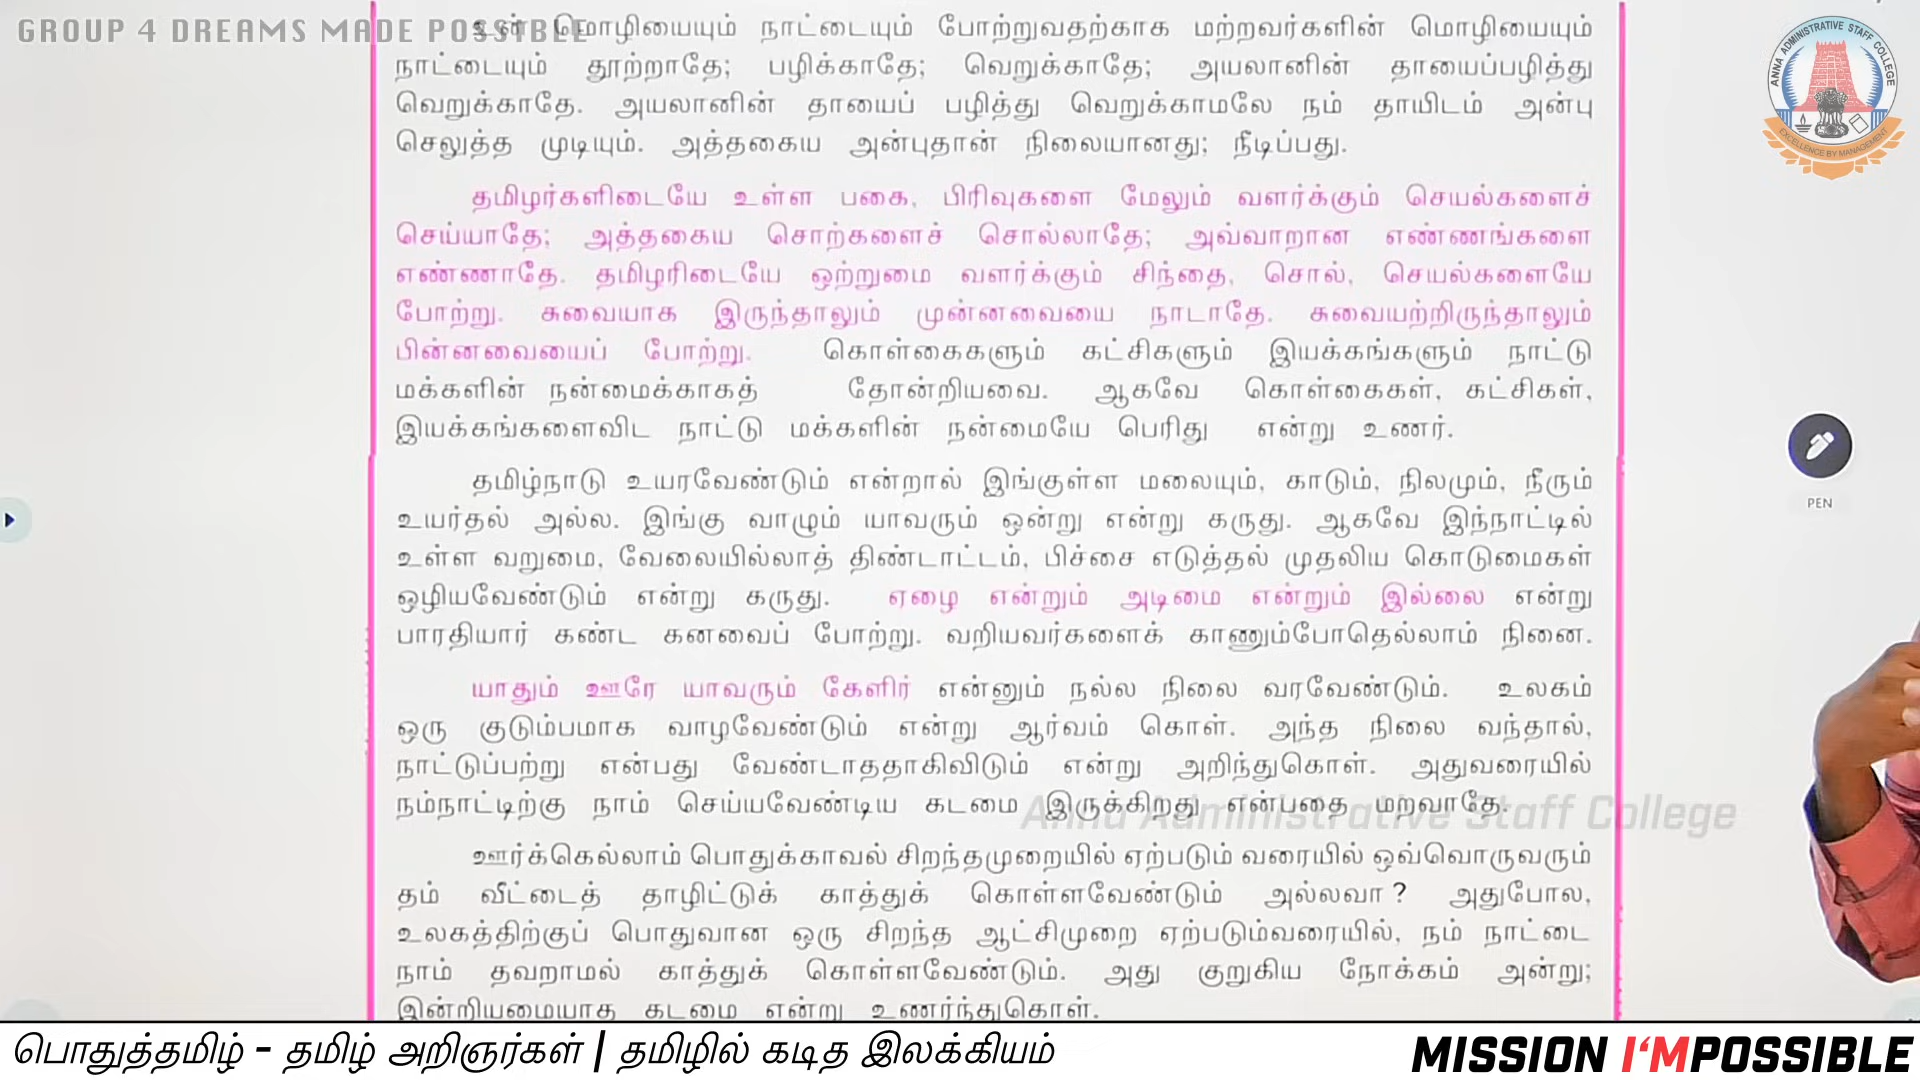 GROUP 4 DREAMS MADE POSSIBLE
உன் மொழியையும் நாட்டையும் போற்றுவதற்காக மற்றவர்களின் மொழியையும்
நாட்டையும் தூற்றாதே; பழிக்காதே; வெறுக்காதே; அயலானின் தாயைப்பழித்து
வெறுக்காதே. அயலானின் தாயைப் பழித்து வெறுக்காமலே நம் தாயிடம் அன்பு
செலுத்த முடியும். அத்தகைய அன்புதான் நிலையானது; நீடிப்பது.
தமிழர்களிடையே உள்ள பகை, பிரிவுகளை மேலும் வளர்க்கும் செயல்களைச்
செய்யாதே; அத்தகைய சொற்களைச் சொல்லாதே; அவ்வாறான எண்ணங்களை
எண்ணாதே. தமிழரிடையே ஒற்றுமை வளர்க்கும் சிந்தை, சொல், செயல்களையே
போற்று. சுவையாக இருந்தாலும் முன்னவையை நாடாதே. சுவையற்றிருந்தாலும்
பின்னவையைப் போற்று. கொள்கைகளும் கட்சிகளும் இயக்கங்களும் நாட்டு
மக்களின் நன்மைக்காகத் தோன்றியவை. ஆகவே கொள்கைகள், கட்சிகள்,
இயக்கங்களைவிட நாட்டு மக்களின் நன்மையே பெரிது என்று உணர்.
தமிழ்நாடு உயரவேண்டும் என்றால் இங்குள்ள மலையும், காடும், நிலமும், நீரும்
உயர்தல் அல்ல. இங்கு வாழும் யாவரும் ஒன்று என்று கருது. ஆகவே இந்நாட்டில்
உள்ள வறுமை, வேலையில்லாத் திண்டாட்டம், பிச்சை எடுத்தல் முதலிய கொடுமைகள்
ஒழியவேண்டும் என்று கருது. ஏழை என்றும் அடிமை என்றும் இல்லை என்று
பாரதியார் கண்ட கனவைப் போற்று. வறியவர்களைக் காணும்போதெல்லாம் நினை.
யாதும் ஊரே யாவரும் கேளிர் என்னும் நல்ல நிலை வரவேண்டும். உலகம்
ஒரு குடும்பமாக வாழவேண்டும் என்று ஆர்வம் கொள். அந்த நிலை வந்தால்,
நாட்டுப்பற்று என்பது வேண்டாததாகிவிடும் என்று அறிந்துகொள். அதுவரையில்
நம்நாட்டிற்கு நாம் செய்யவேண்டிய கடமை இருக்கிறது என்பதை மறவாதே.
Anna Administrative Staff College
ஊர்க்கெல்லாம் பொதுக்காவல் சிறந்தமுறையில் ஏற்படும் வரையில் ஒவ்வொருவரும்
தம் வீட்டைத் தாழிட்டுக் காத்துக் கொள்ளவேண்டும் அல்லவா ? அதுபோல,
உலகத்திற்குப் பொதுவான ஒரு சிறந்த ஆட்சிமுறை ஏற்படும்வரையில், நம் நாட்டை
நாம் தவறாமல் காத்துக் கொள்ளவேண்டும். அது குறுகிய நோக்கம் அன்று;
இன்றியமையாத கடமை என்று உணர்ந்துகொள்.
ANNA ADMINISTRATIVE STAFF COLLEGE
EXCELLENCE BY MANAGEMENT
PEN
பொதுத்தமிழ் - தமிழ் அறிஞர்கள் | தமிழில் கடித இலக்கியம்
MISSION I'MPOSSIBLE